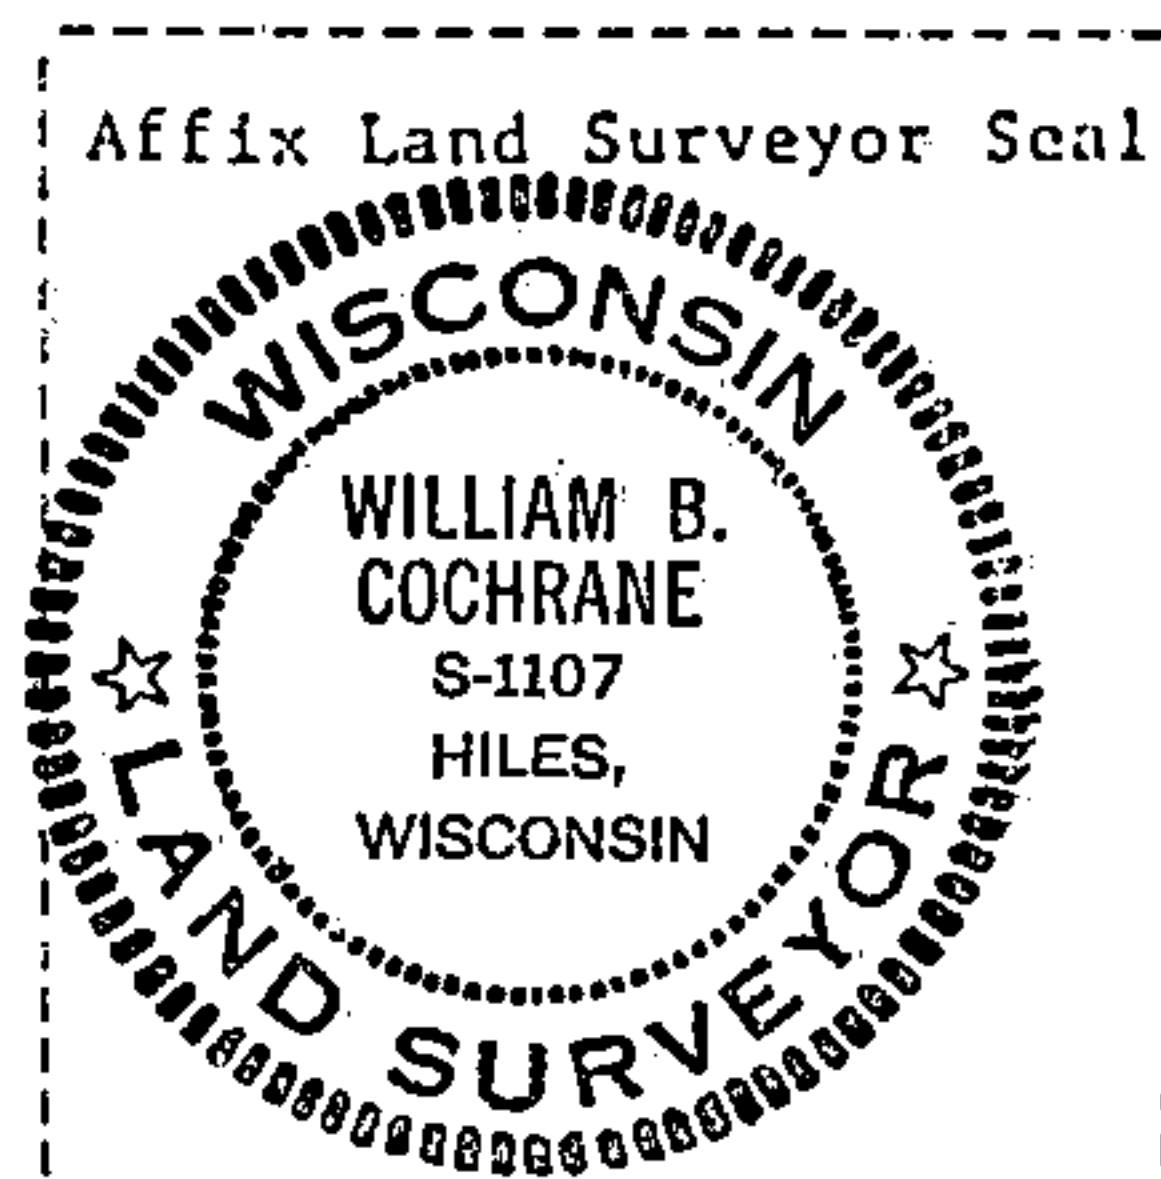 Affix Land Surveyor Seal
WISCONSIN
WILLIAM B.
COCHRANE
S-1107
HILES,
WISCONSIN
LAND SURVEYOR